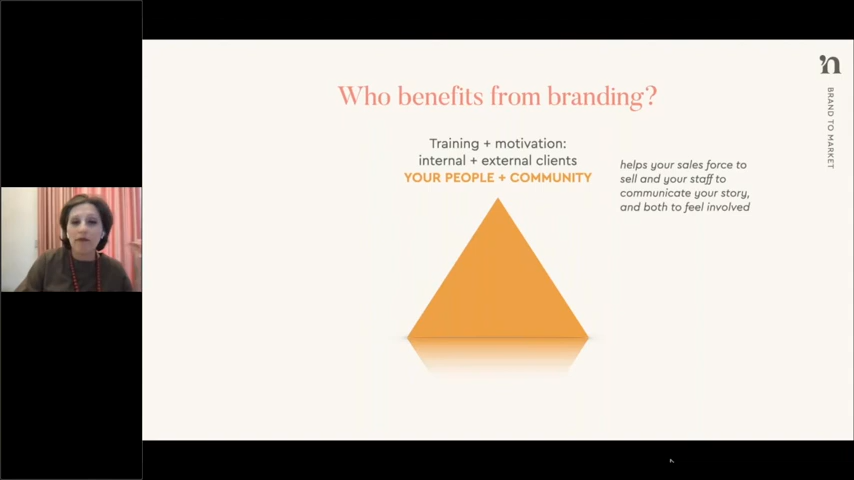 Who benefits from branding?
Training + motivation:
internal + external clients
YOUR PEOPLE + COMMUNITY
helps your sales force to
sell and your staff to
communicate your story,
and both to feel involved
'n
BRAND TO MARKET